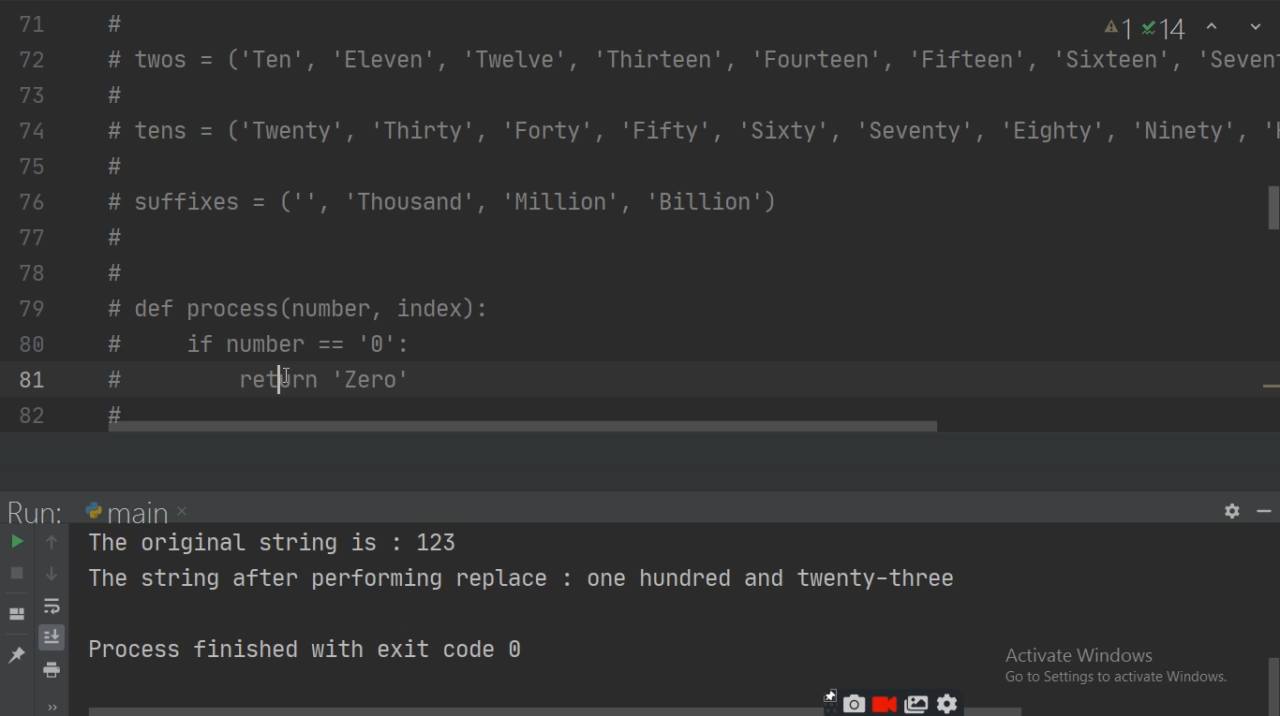 71 #
1 14
72 # twos = ('Ten', 'Eleven', 'Twelve', 'Thirteen', 'Fourteen', 'Fifteen', 'Sixteen', 'Sevent
73 #
74 # tens = ('Twenty', 'Thirty', 'Forty', 'Fifty', 'Sixty', 'Seventy', 'Eighty', 'Ninety', '
75 #
76 # suffixes = ('', 'Thousand', 'Million', 'Billion')
77 #
78 #
79 # def process(number, index):
80 #     if number == '0':
81 #         return 'Zero'
82 #
Run: main ×
The original string is : 123
The string after performing replace : one hundred and twenty-three
Process finished with exit code 0
Activate Windows
Go to Settings to activate Windows.